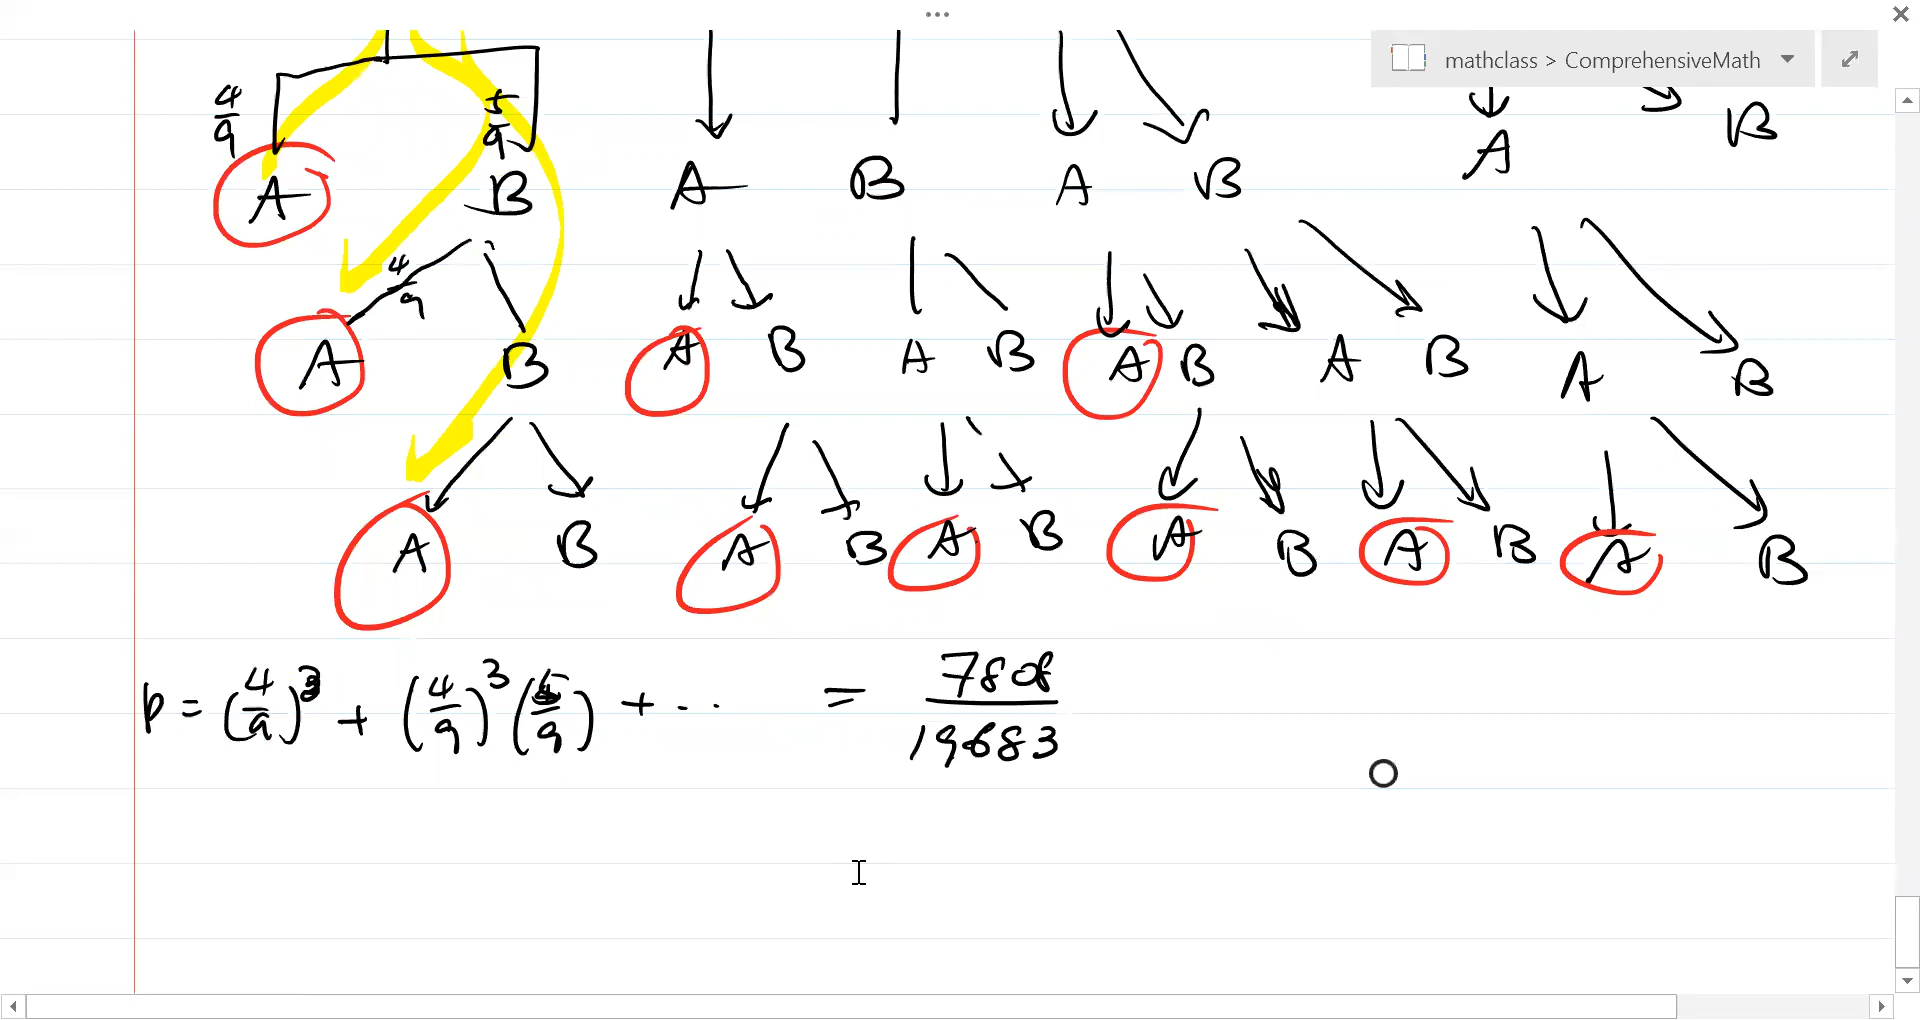 mathclass > ComprehensiveMath
4/9 5/9 A B
A B A B A B
4/9
A B A B A B A B A B A B
A B A B A B A B A B A B
p = (4/9)^3 + (4/9)^3 (5/9) + ... = 7808/19683